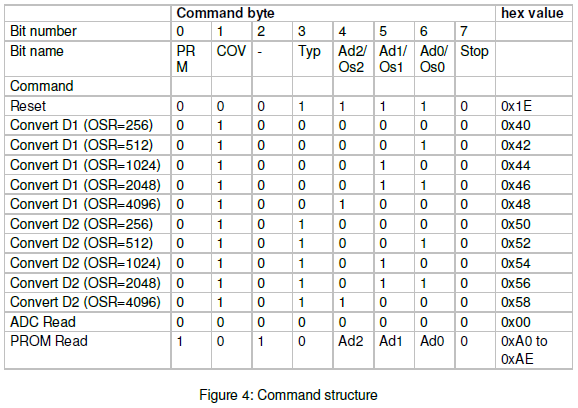 Command byte hex value
Bit number 0 1 2 3 4 5 6 7
Bit name PR COV - Typ Ad2/ Ad1/ Ad0/ Stop
M Os2 Os1 Os0
Command
Reset 0 0 0 1 1 1 1 0 0x1E
Convert D1 (OSR=256) 0 1 0 0 0 0 0 0 0x40
Convert D1 (OSR=512) 0 1 0 0 0 0 1 0 0x42
Convert D1 (OSR=1024) 0 1 0 0 0 1 0 0 0x44
Convert D1 (OSR=2048) 0 1 0 0 0 1 1 0 0x46
Convert D1 (OSR=4096) 0 1 0 0 1 0 0 0 0x48
Convert D2 (OSR=256) 0 1 0 1 0 0 0 0 0x50
Convert D2 (OSR=512) 0 1 0 1 0 0 1 0 0x52
Convert D2 (OSR=1024) 0 1 0 1 0 1 0 0 0x54
Convert D2 (OSR=2048) 0 1 0 1 0 1 1 0 0x56
Convert D2 (OSR=4096) 0 1 0 1 1 0 0 0 0x58
ADC Read 0 0 0 0 0 0 0 0 0x00
PROM Read 1 0 1 0 Ad2 Ad1 Ad0 0 0xA0 to
0xAE
Figure 4: Command structure